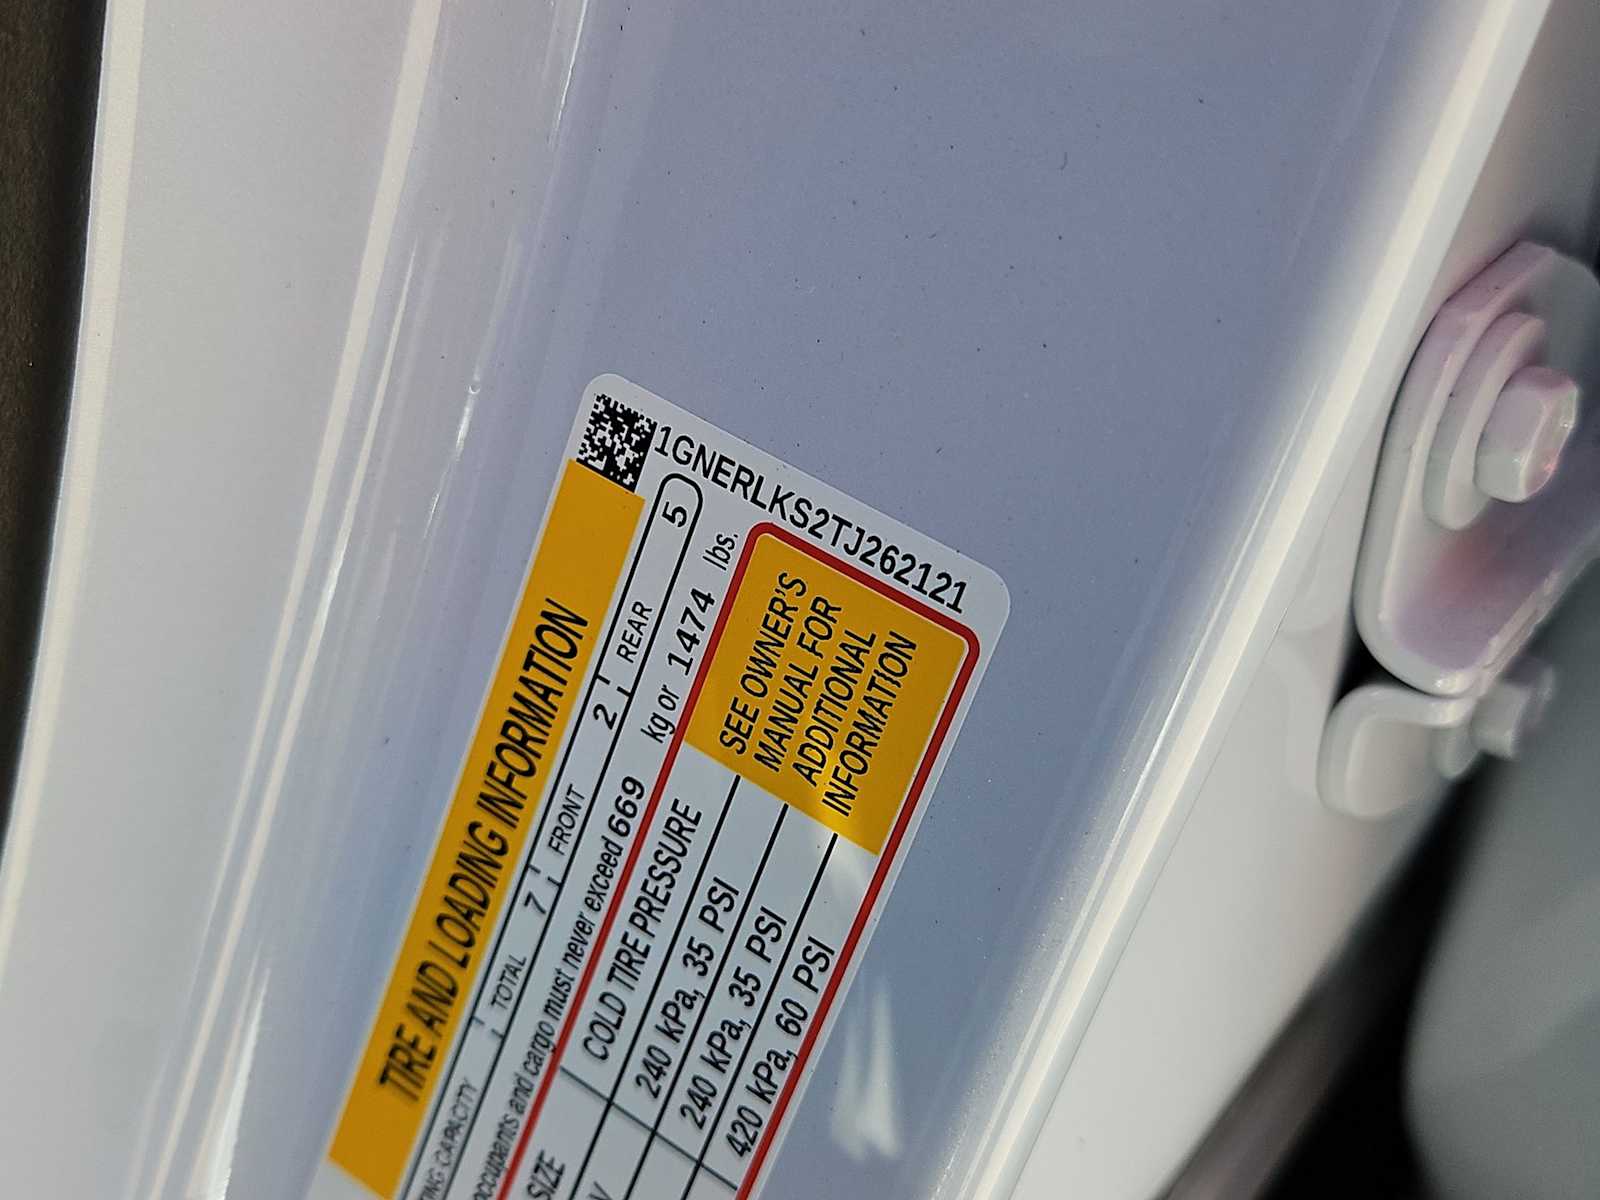 1GNERLKS2TJ262121
TIRE AND LOADING INFORMATION
CAPACITY TOTAL 7 FRONT 2 REAR 5
occupants and cargo must never exceed 669 kg or 1474 lbs.
SIZE COLD TIRE PRESSURE
240 kPa, 35 PSI
240 kPa, 35 PSI
420 kPa, 60 PSI
SEE OWNER'S
MANUAL FOR
ADDITIONAL
INFORMATION